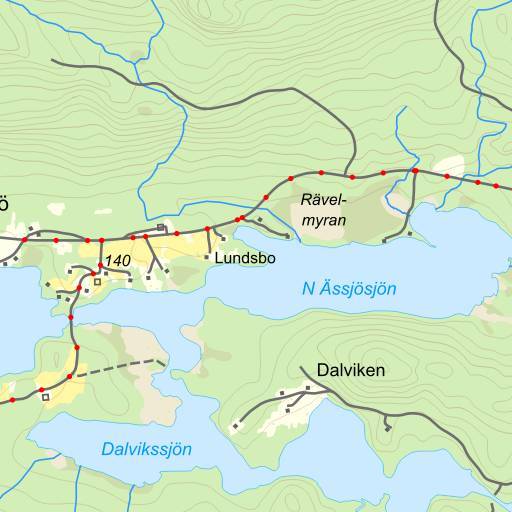 Rävel-
myran
Ö
140
Lundsbo
N Ässjösjön
Dalviken
Dalvikssjön